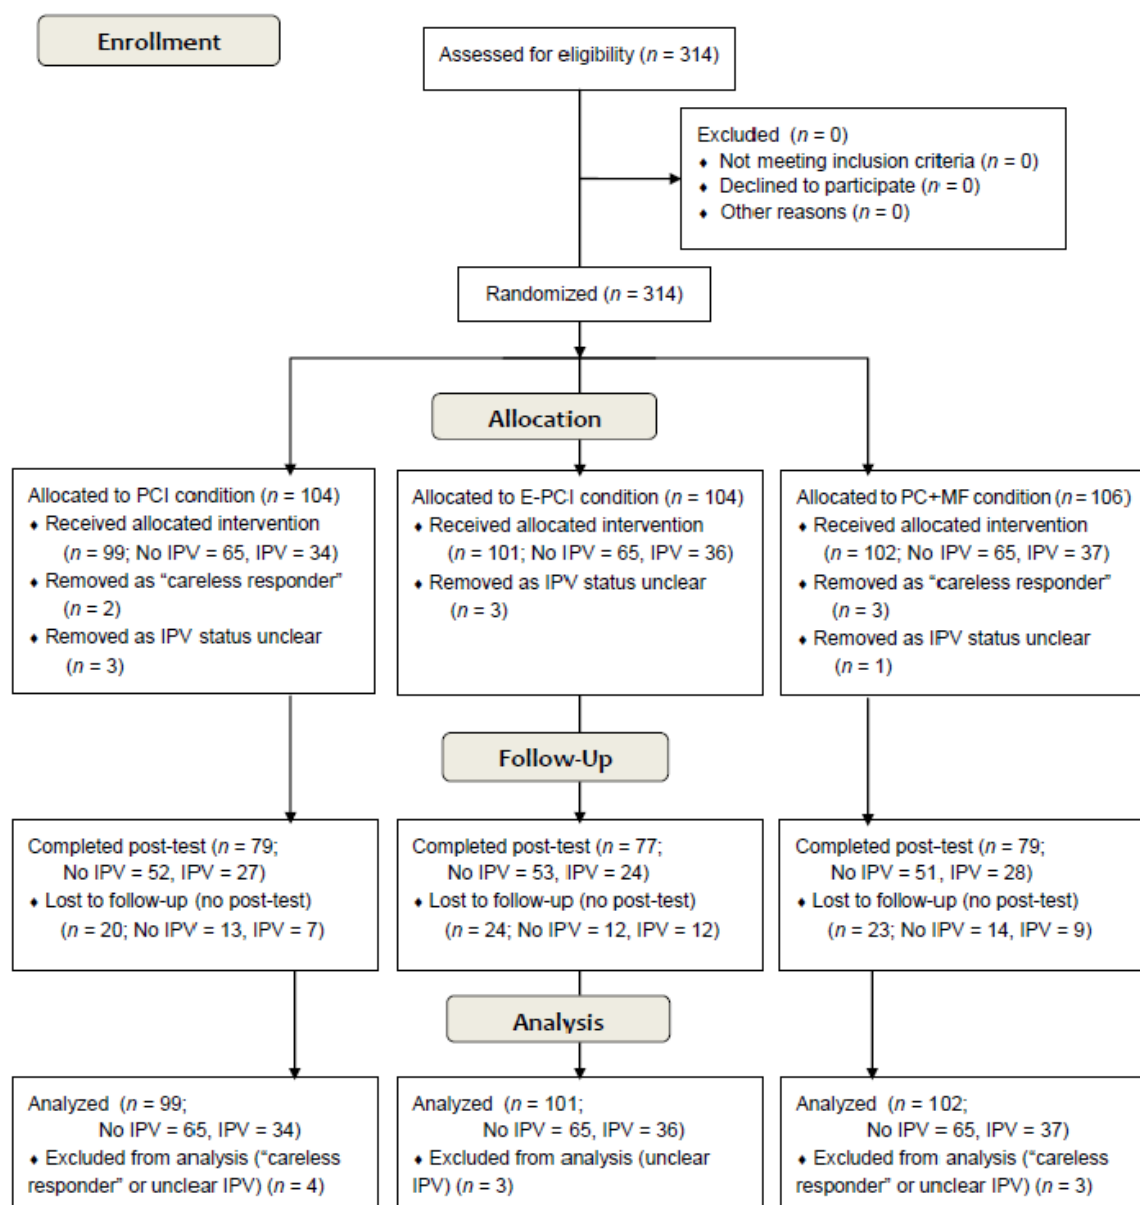 Enrollment
Assessed for eligibility (n = 314)
Excluded (n = 0)
♦ Not meeting inclusion criteria (n = 0)
♦ Declined to participate (n = 0)
♦ Other reasons (n = 0)
Randomized (n = 314)
Allocation
Allocated to PCI condition (n = 104)
♦ Received allocated intervention
(n = 99; No IPV = 65, IPV = 34)
♦ Removed as “careless responder”
(n = 2)
♦ Removed as IPV status unclear
(n = 3)
Allocated to E-PCI condition (n = 104)
♦ Received allocated intervention
(n = 101; No IPV = 65, IPV = 36)
♦ Removed as IPV status unclear
(n = 3)
Allocated to PC+MF condition (n = 106)
♦ Received allocated intervention
(n = 102; No IPV = 65, IPV = 37)
♦ Removed as “careless responder”
(n = 3)
♦ Removed as IPV status unclear
(n = 1)
Follow-Up
Completed post-test (n = 79;
No IPV = 52, IPV = 27)
♦ Lost to follow-up (no post-test)
(n = 20; No IPV = 13, IPV = 7)
Completed post-test (n = 77;
No IPV = 53, IPV = 24)
♦ Lost to follow-up (no post-test)
(n = 24; No IPV = 12, IPV = 12)
Completed post-test (n = 79;
No IPV = 51, IPV = 28)
♦ Lost to follow-up (no post-test)
(n = 23; No IPV = 14, IPV = 9)
Analysis
Analyzed (n = 99;
No IPV = 65, IPV = 34)
♦ Excluded from analysis (“careless
responder” or unclear IPV) (n = 4)
Analyzed (n = 101;
No IPV = 65, IPV = 36)
♦ Excluded from analysis (unclear
IPV) (n = 3)
Analyzed (n = 102;
No IPV = 65, IPV = 37)
♦ Excluded from analysis (“careless
responder” or unclear IPV) (n = 3)